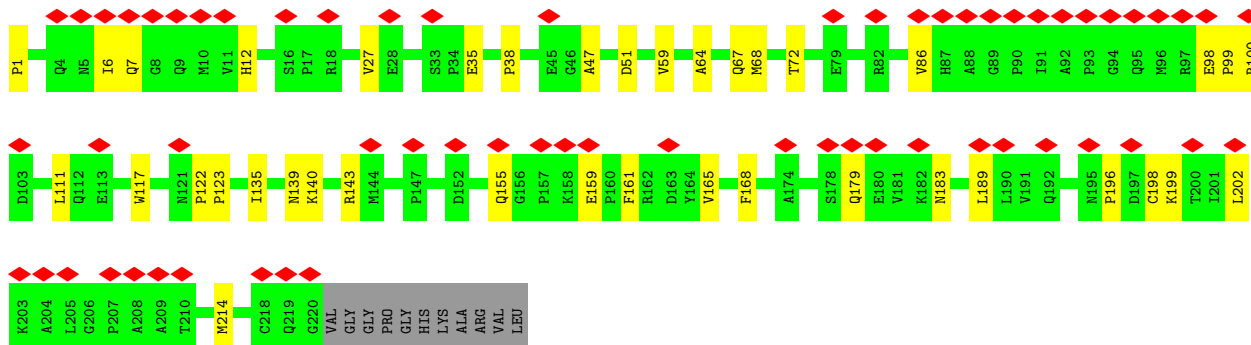 P1 Q4 N5 I6 Q7 G8 Q9 M10 V11 H12 S16 P17 R18 V27 E28 S33 P34 E35 P38 E45 G46 A47 D51 V59 A64 Q67 M68 T72 E79 R82 V86 H87 A88 G89 P90 I91 A92 P93 G94 Q95 M96 R97 E98 P99
D103 L111 Q112 E113 W117 N121 P122 P123 I135 N139 K140 R143 M144 P147 D152 Q155 G156 P157 K158 E159 P160 F161 R162 D163 Y164 V165 F168 A174 S178 Q179 E180 V181 K182 N183 L189 L190 V191 Q192 N195 P196 D197 C198 K199 T200 I201 L202
K203 A204 L205 G206 P207 A208 A209 T210 M214 C218 Q219 G220 VAL GLY GLY PRO GLY HIS LYS ALA ARG VAL LEU